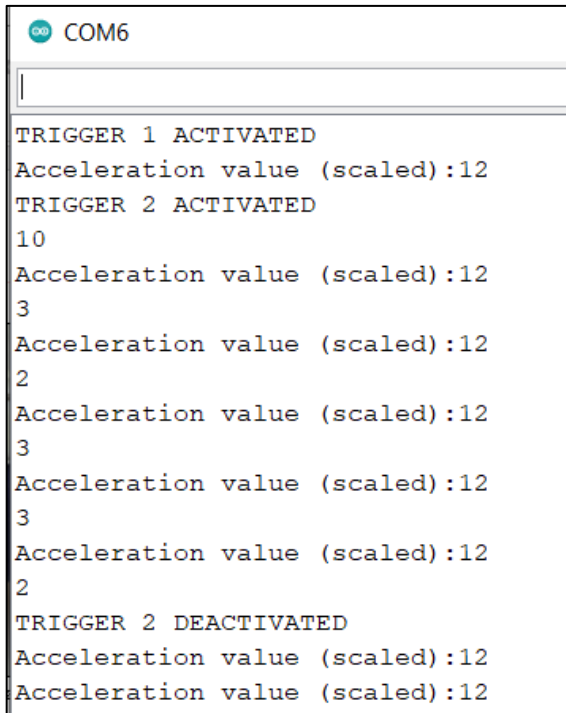 COM6
TRIGGER 1 ACTIVATED
Acceleration value (scaled):12
TRIGGER 2 ACTIVATED
10
Acceleration value (scaled):12
3
Acceleration value (scaled):12
2
Acceleration value (scaled):12
3
Acceleration value (scaled):12
3
Acceleration value (scaled):12
2
TRIGGER 2 DEACTIVATED
Acceleration value (scaled):12
Acceleration value (scaled):12